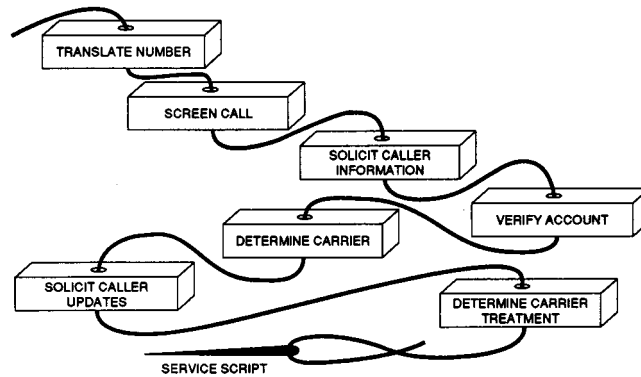 TRANSLATE NUMBER
SCREEN CALL
SOLICIT CALLER
INFORMATION
VERIFY ACCOUNT
DETERMINE CARRIER
SOLICIT CALLER
UPDATES
DETERMINE CARRIER
TREATMENT
SERVICE SCRIPT